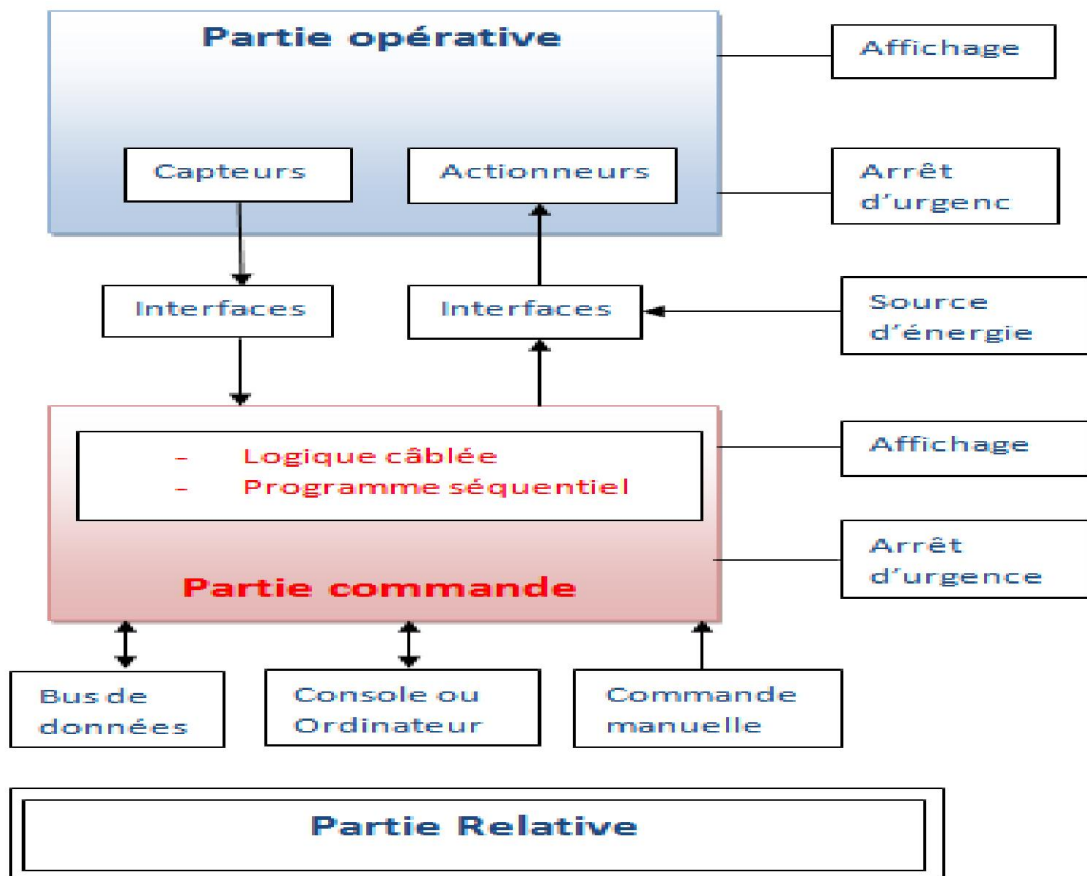 Partie opérative
Affichage
Capteurs
Actionneurs
Arrêt
d'urgenc
Interfaces
Interfaces
Source
d'énergie
- Logique câblée
- Programme séquentiel
Affichage
Partie commande
Arrêt
d'urgence
Bus de
données
Console ou
Ordinateur
Commande
manuelle
Partie Relative